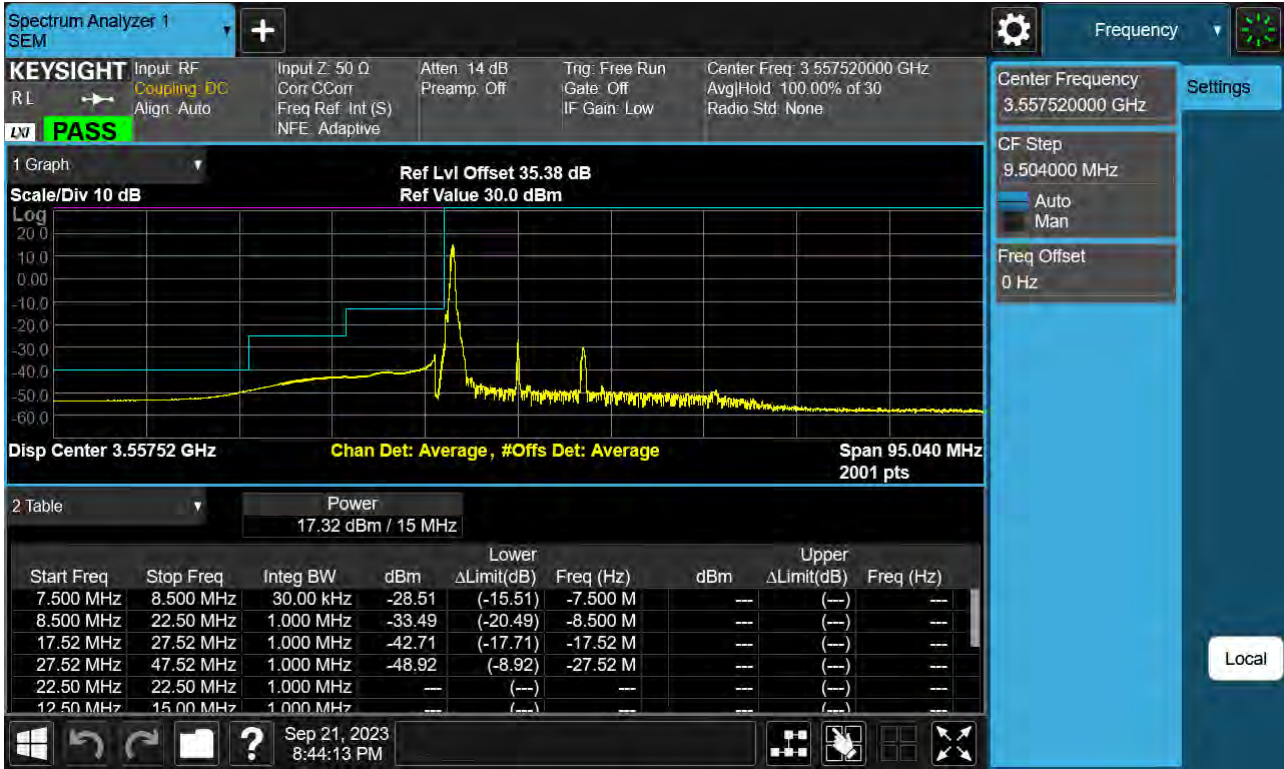 Spectrum Analyzer 1
SEM
+
Frequency
KEYSIGHT
R L
LXI
PASS
Input: RF
Coupling: DC
Align: Auto
Input Z: 50 Ω
Corr CCorr
Freq Ref: Int (S)
NFE: Adaptive
Atten: 14 dB
Preamp: Off
Trig: Free Run
Gate: Off
IF Gain: Low
Center Freq: 3.557520000 GHz
Avg|Hold: 100.00% of 30
Radio Std: None
Center Frequency
3.557520000 GHz
Settings
CF Step
9.504000 MHz
Auto
Man
Freq Offset
0 Hz
Local
1 Graph
Scale/Div 10 dB
Ref Lvl Offset 35.38 dB
Ref Value 30.0 dBm
Log
20.0
10.0
0.00
-10.0
-20.0
-30.0
-40.0
-50.0
-60.0
Disp Center 3.55752 GHz
Chan Det: Average, #Offs Det: Average
Span 95.040 MHz
2001 pts
2 Table
Power
17.32 dBm / 15 MHz
Lower Upper
Start Freq Stop Freq Integ BW dBm ΔLimit(dB) Freq (Hz) dBm ΔLimit(dB) Freq (Hz)
7.500 MHz 8.500 MHz 30.00 kHz -28.51 (-15.51) -7.500 M --- (---) ---
8.500 MHz 22.50 MHz 1.000 MHz -33.49 (-20.49) -8.500 M --- (---) ---
17.52 MHz 27.52 MHz 1.000 MHz -42.71 (-17.71) -17.52 M --- (---) ---
27.52 MHz 47.52 MHz 1.000 MHz -48.92 (-8.92) -27.52 M --- (---) ---
22.50 MHz 22.50 MHz 1.000 MHz --- (---) --- --- (---) ---
12.50 MHz 15.00 MHz 1.000 MHz --- (---) --- --- (---) ---
?
Sep 21, 2023
8:44:13 PM